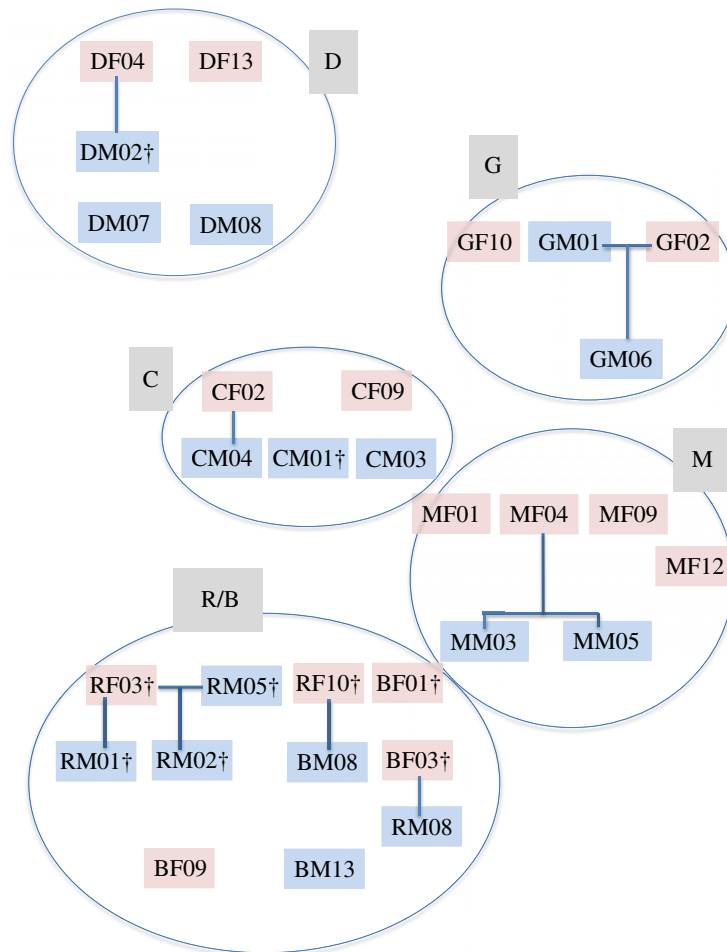 DF04 DF13 D
DM02†
DM07 DM08
G
GF10 GM01 GF02
GM06
C
CF02 CF09
CM04 CM01† CM03
M
MF01 MF04 MF09
MF12
MM03 MM05
R/B
RF03† RM05† RF10† BF01†
RM01† RM02† BM08 BF03†
RM08
BF09 BM13